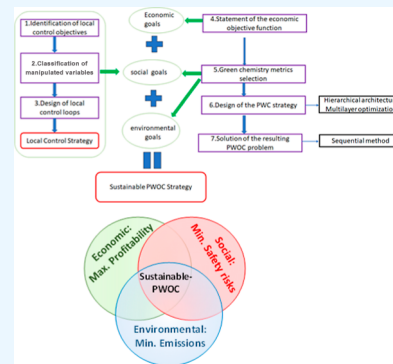 1.Identification of local
control objectives
2.Classification of
manipulated variables
3.Design of local
control loops
Local Control Strategy
Economic
goals
social goals
environmental
goals
Sustainable PWOC Strategy
4.Statement of the economic
objective function
5.Green chemistry metrics
selection
6.Design of the PWC strategy
7.Solution of the resulting
PWOC problem
Hierarchical architecture
Multilayer optimization
Sequential method
Economic:
Max. Profitability
Social:
Min. Safety risks
Sustainable-
PWOC
Environmental:
Min. Emissions